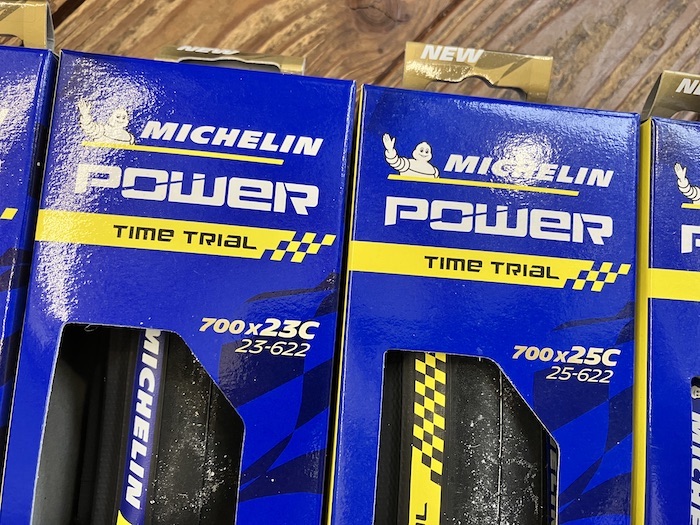 NEW
MICHELIN
POWER
TIME TRIAL
700x23C
23-622
MICHELIN
NEW
MICHELIN
POWER
TIME TRIAL
700x25C
25-622